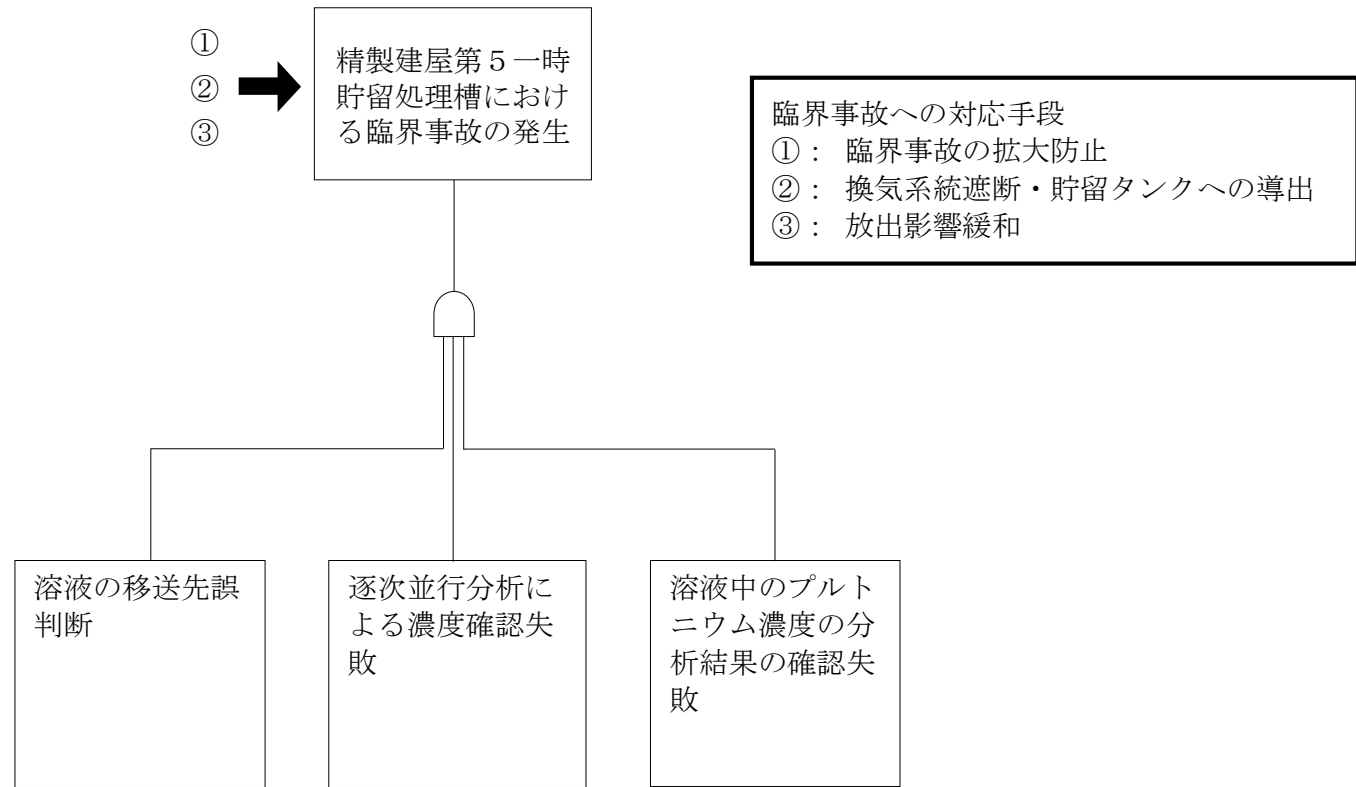 ①
②
③
精製建屋第５一時
貯留処理槽におけ
る臨界事故の発生
臨界事故への対応手段
①： 臨界事故の拡大防止
②： 換気系統遮断・貯留タンクへの導出
③： 放出影響緩和
溶液の移送先誤
判断
逐次並行分析に
よる濃度確認失
敗
溶液中のプルト
ニウム濃度の分
析結果の確認失
敗